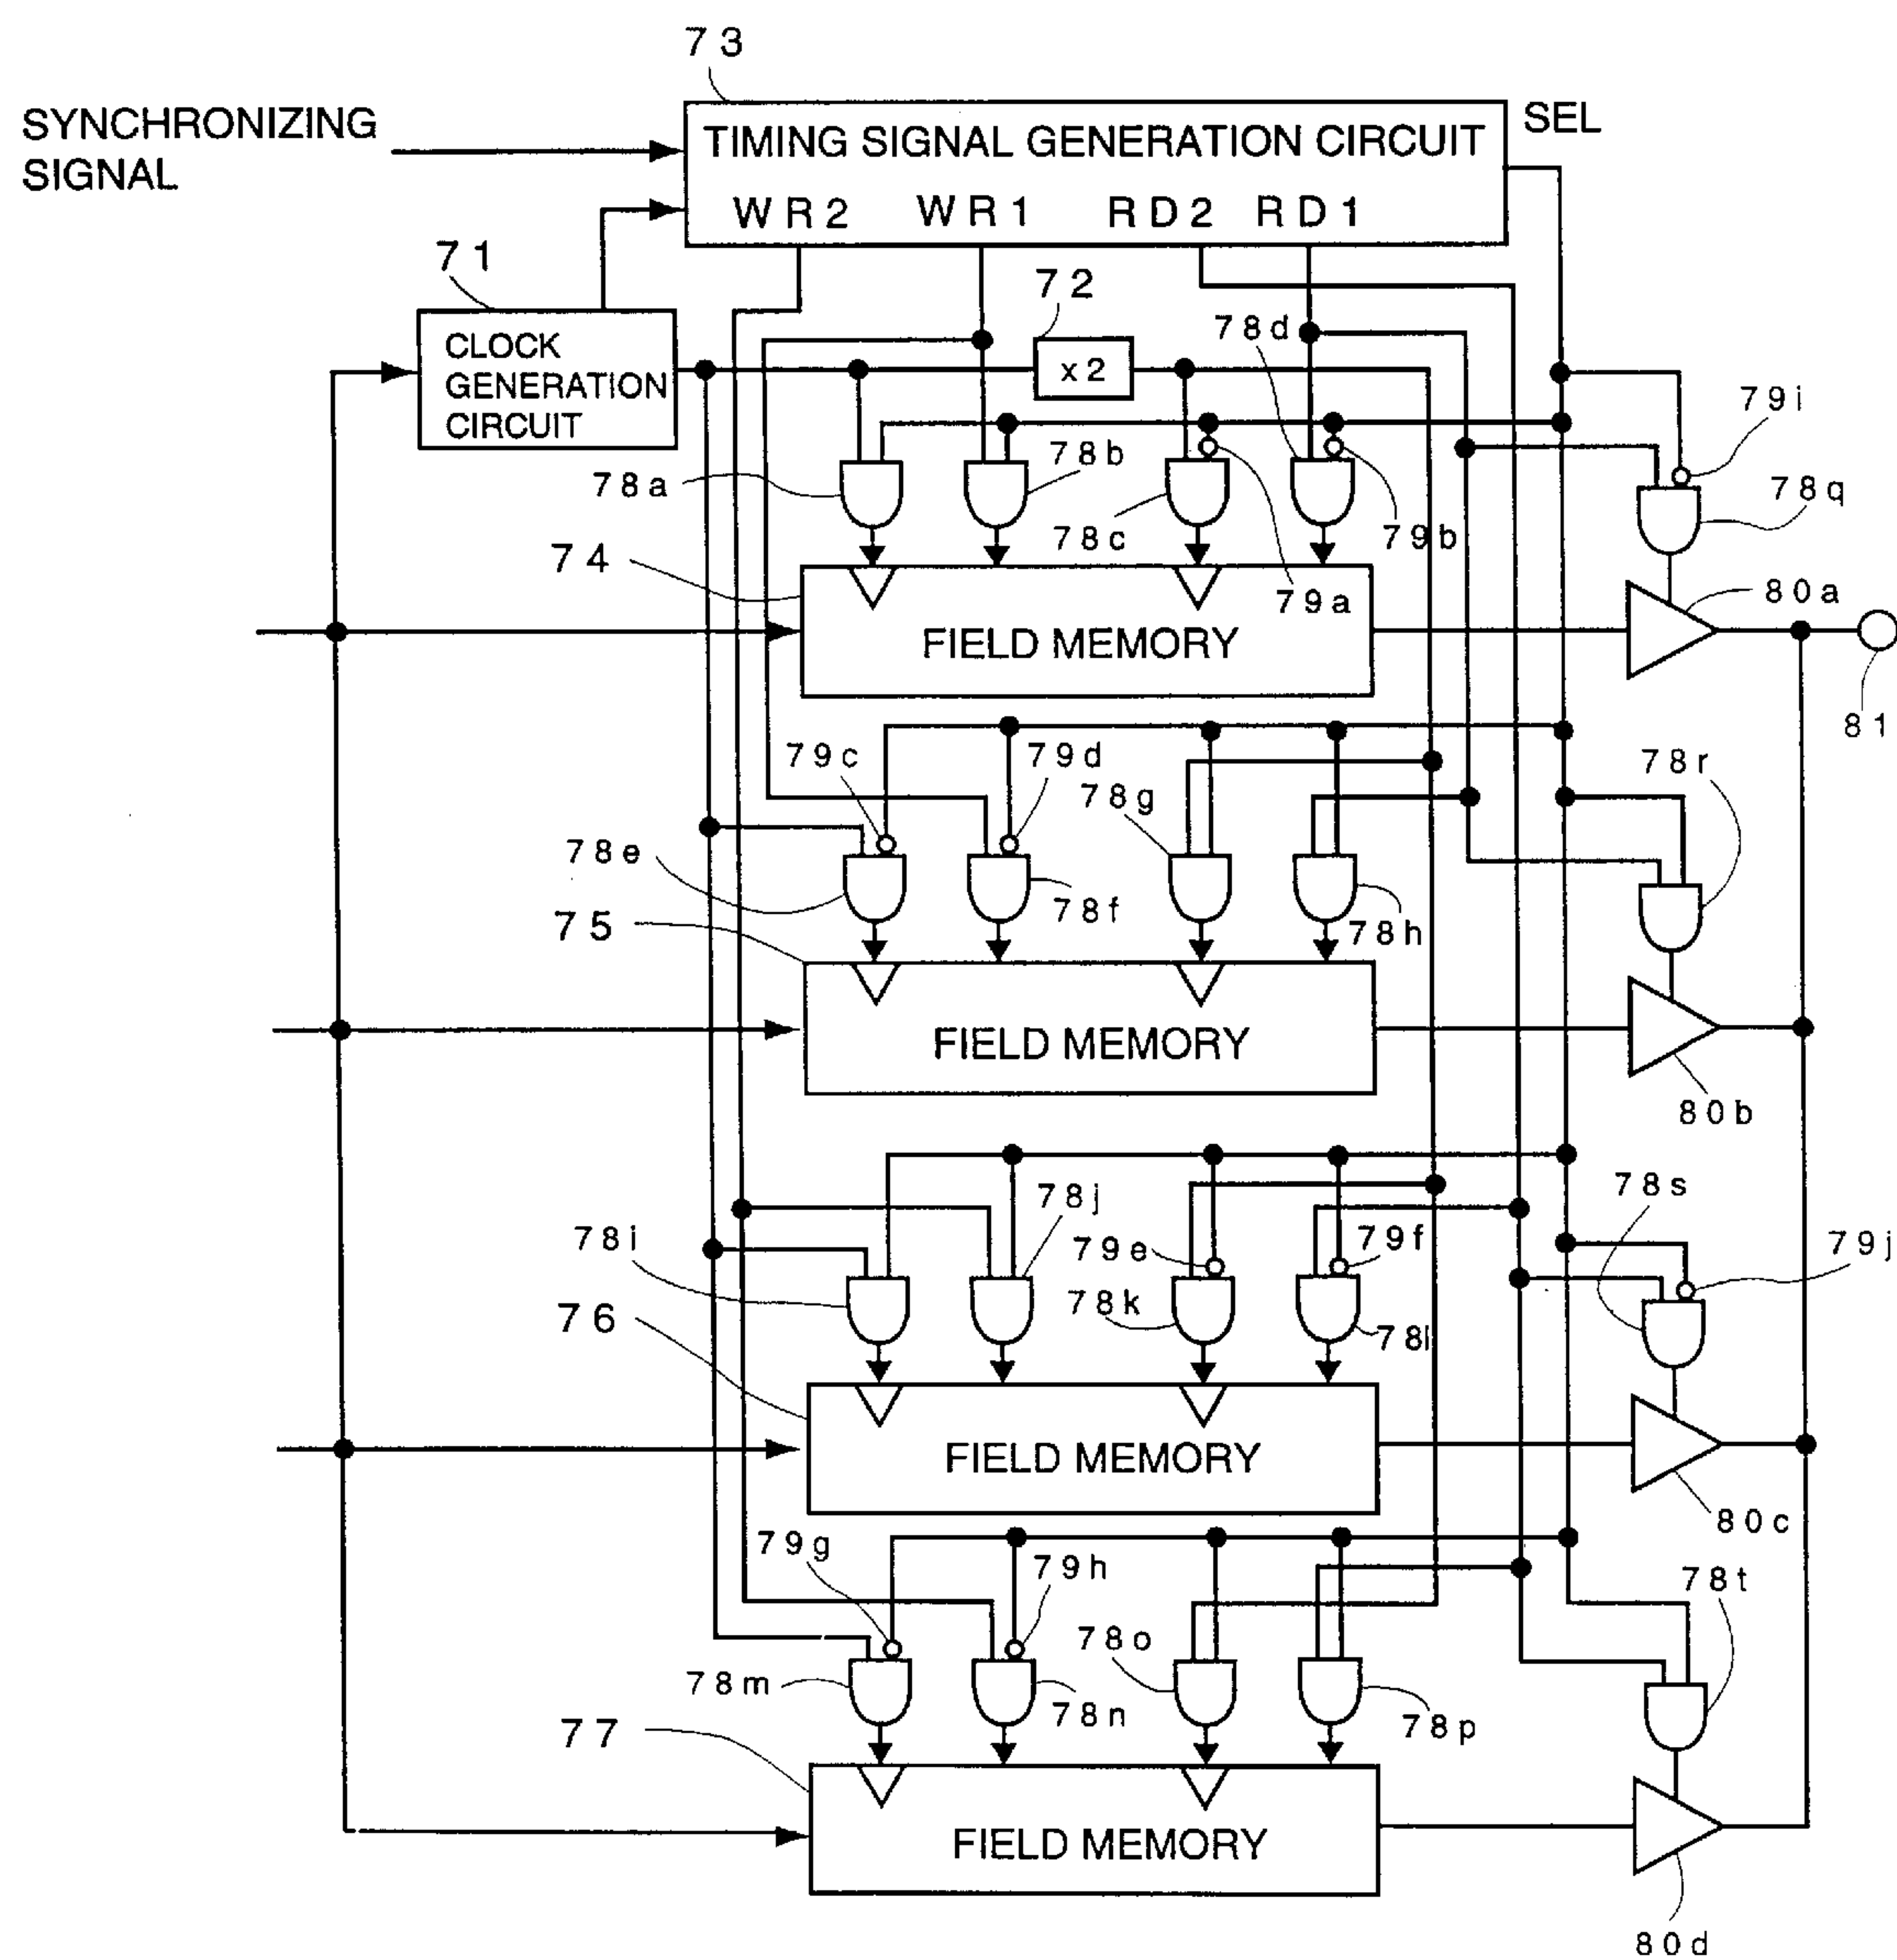 73
SYNCHRONIZING
SIGNAL
SEL
TIMING SIGNAL GENERATION CIRCUIT
WR2 WR1 RD2 RD1
71
72
78d
CLOCK
GENERATION
CIRCUIT
x2
79i
78a
78b
78q
78c
79b
74
79a
80a
FIELD MEMORY
81
79c
79d
78r
78g
78e
78f
75
78h
FIELD MEMORY
80b
78s
78j
78i
79e
79f
79j
78k
76
78l
FIELD MEMORY
80c
79g
79h
78t
78o
78m
78n
78p
77
FIELD MEMORY
80d